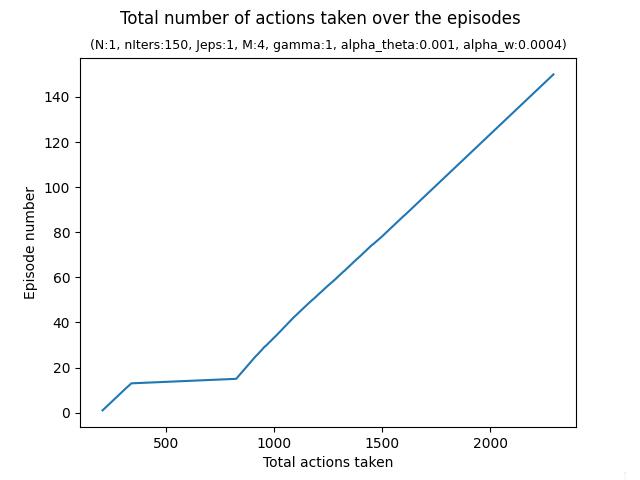 Total number of actions taken over the episodes
(N:1, nIters:150, Jeps:1, M:4, gamma:1, alpha_theta:0.001, alpha_w:0.0004)
140
120
100
80
60
40
20
0
Episode number
500 1000 1500 2000
Total actions taken